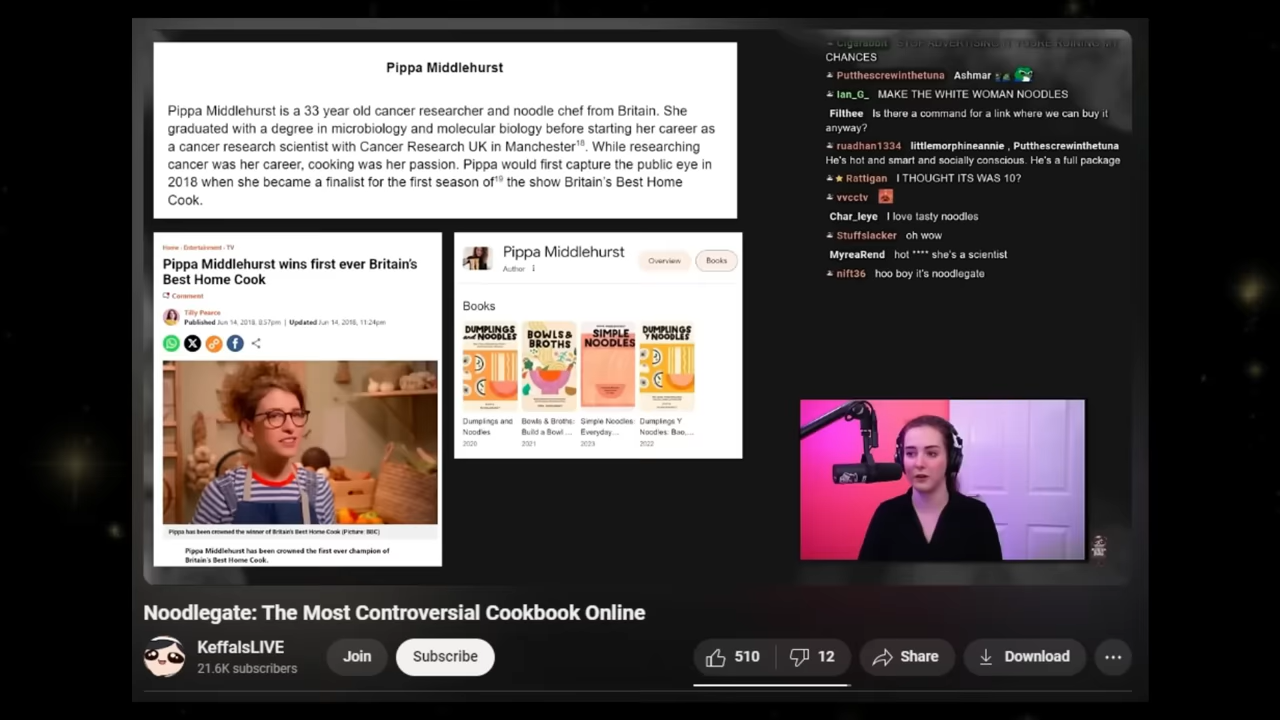 Pippa Middlehurst
Pippa Middlehurst is a 33 year old cancer researcher and noodle chef from Britain. She
graduated with a degree in microbiology and molecular biology before starting her career as
a cancer research scientist with Cancer Research UK in Manchester¹⁸. While researching
cancer was her career, cooking was her passion. Pippa would first capture the public eye in
2018 when she became a finalist for the first season of¹⁹ the show Britain's Best Home
Cook.
Home › Entertainment › TV
Pippa Middlehurst wins first ever Britain's
Best Home Cook
Comment
Tilly Pearce
Published Jun 14, 2018, 8:57pm | Updated Jun 14, 2018, 11:24pm
Pippa has been crowned the winner of Britain's Best Home Cook (Picture: BBC)
Pippa Middlehurst has been crowned the first ever champion of
Britain's Best Home Cook.
Pippa Middlehurst
Author
Overview
Books
Books
DUMPLINGS
AND NOODLES
BOWLS &
BROTHS
SIMPLE
NOODLES
DUMPLINGS
Y NOODLES
Dumplings and
Noodles
2020
Bowls & Broths:
Build a Bowl ...
2021
Simple Noodles:
Everyday...
2023
Dumplings Y
Noodles: Bao,...
2022
CHANCES
Putthescrewinthetuna Ashmar
Ian_G_ MAKE THE WHITE WOMAN NOODLES
Filthee Is there a command for a link where we can buy it
anyway?
ruadhan1334 littlemorphineannie , Putthescrewinthetuna
He's hot and smart and socially conscious. He's a full package
Rattigan I THOUGHT ITS WAS 10?
vvcctv
Char_leye I love tasty noodles
Stuffslacker oh wow
MyreaRend hot **** she's a scientist
nift36 hoo boy it's noodlegate
Noodlegate: The Most Controversial Cookbook Online
KeffalsLIVE
21.6K subscribers
Join
Subscribe
510
12
Share
Download